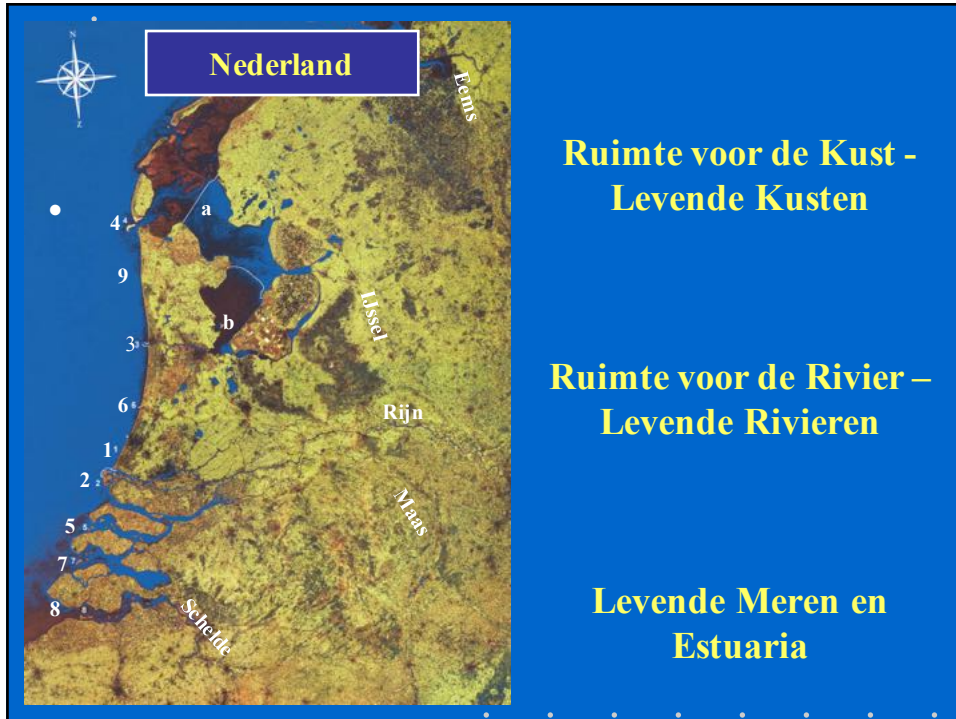 Nederland
N
Z
Eems
a
4
9
IJssel
b
3
6
Rijn
1
2
Maas
5
7
8
Schelde
Ruimte voor de Kust -
Levende Kusten
Ruimte voor de Rivier –
Levende Rivieren
Levende Meren en
Estuaria